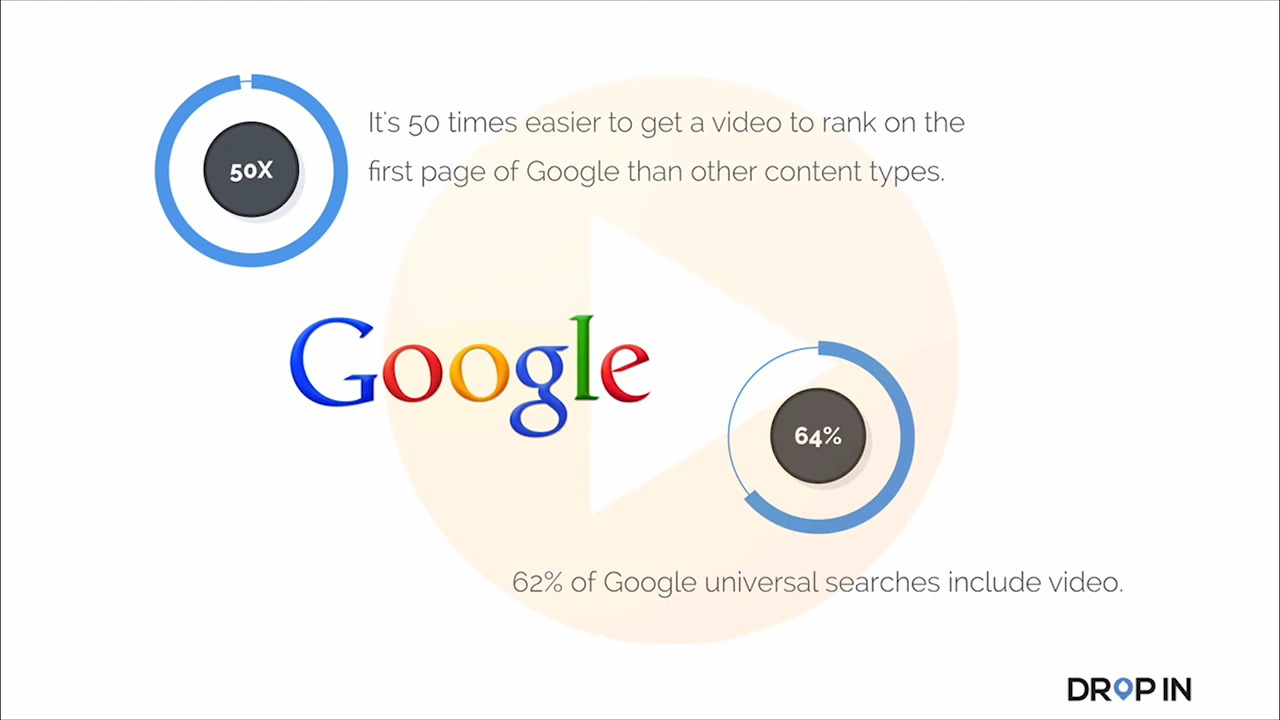 50X
It's 50 times easier to get a video to rank on the
first page of Google than other content types.
Google
64%
62% of Google universal searches include video.
DROP IN